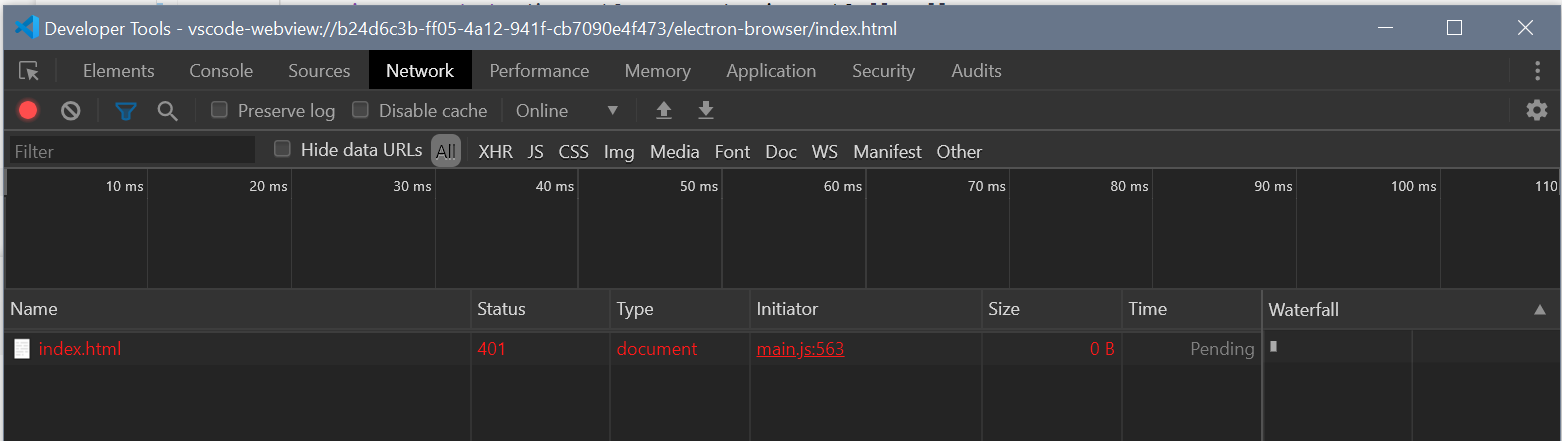 Developer Tools - vscode-webview://b24d6c3b-ff05-4a12-941f-cb7090e4f473/electron-browser/index.html
Elements Console Sources Network Performance Memory Application Security Audits
Preserve log Disable cache Online
Filter Hide data URLs All XHR JS CSS Img Media Font Doc WS Manifest Other
10 ms 20 ms 30 ms 40 ms 50 ms 60 ms 70 ms 80 ms 90 ms 100 ms 110
Name Status Type Initiator Size Time Waterfall
index.html 401 document main.js:563 0 B Pending